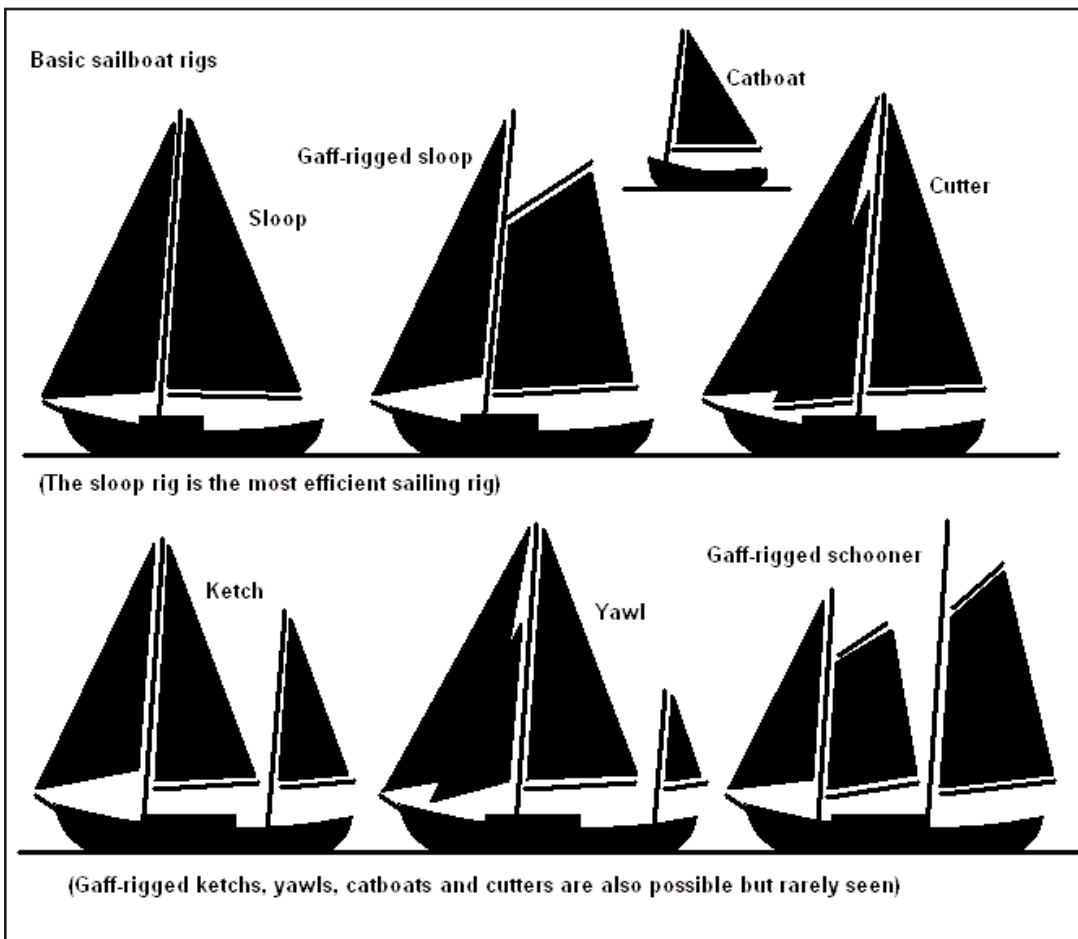 Basic sailboat rigs
Catboat
Gaff-rigged sloop
Cutter
Sloop
(The sloop rig is the most efficient sailing rig)
Gaff-rigged schooner
Ketch
Yawl
(Gaff-rigged ketchs, yawls, catboats and cutters are also possible but rarely seen)